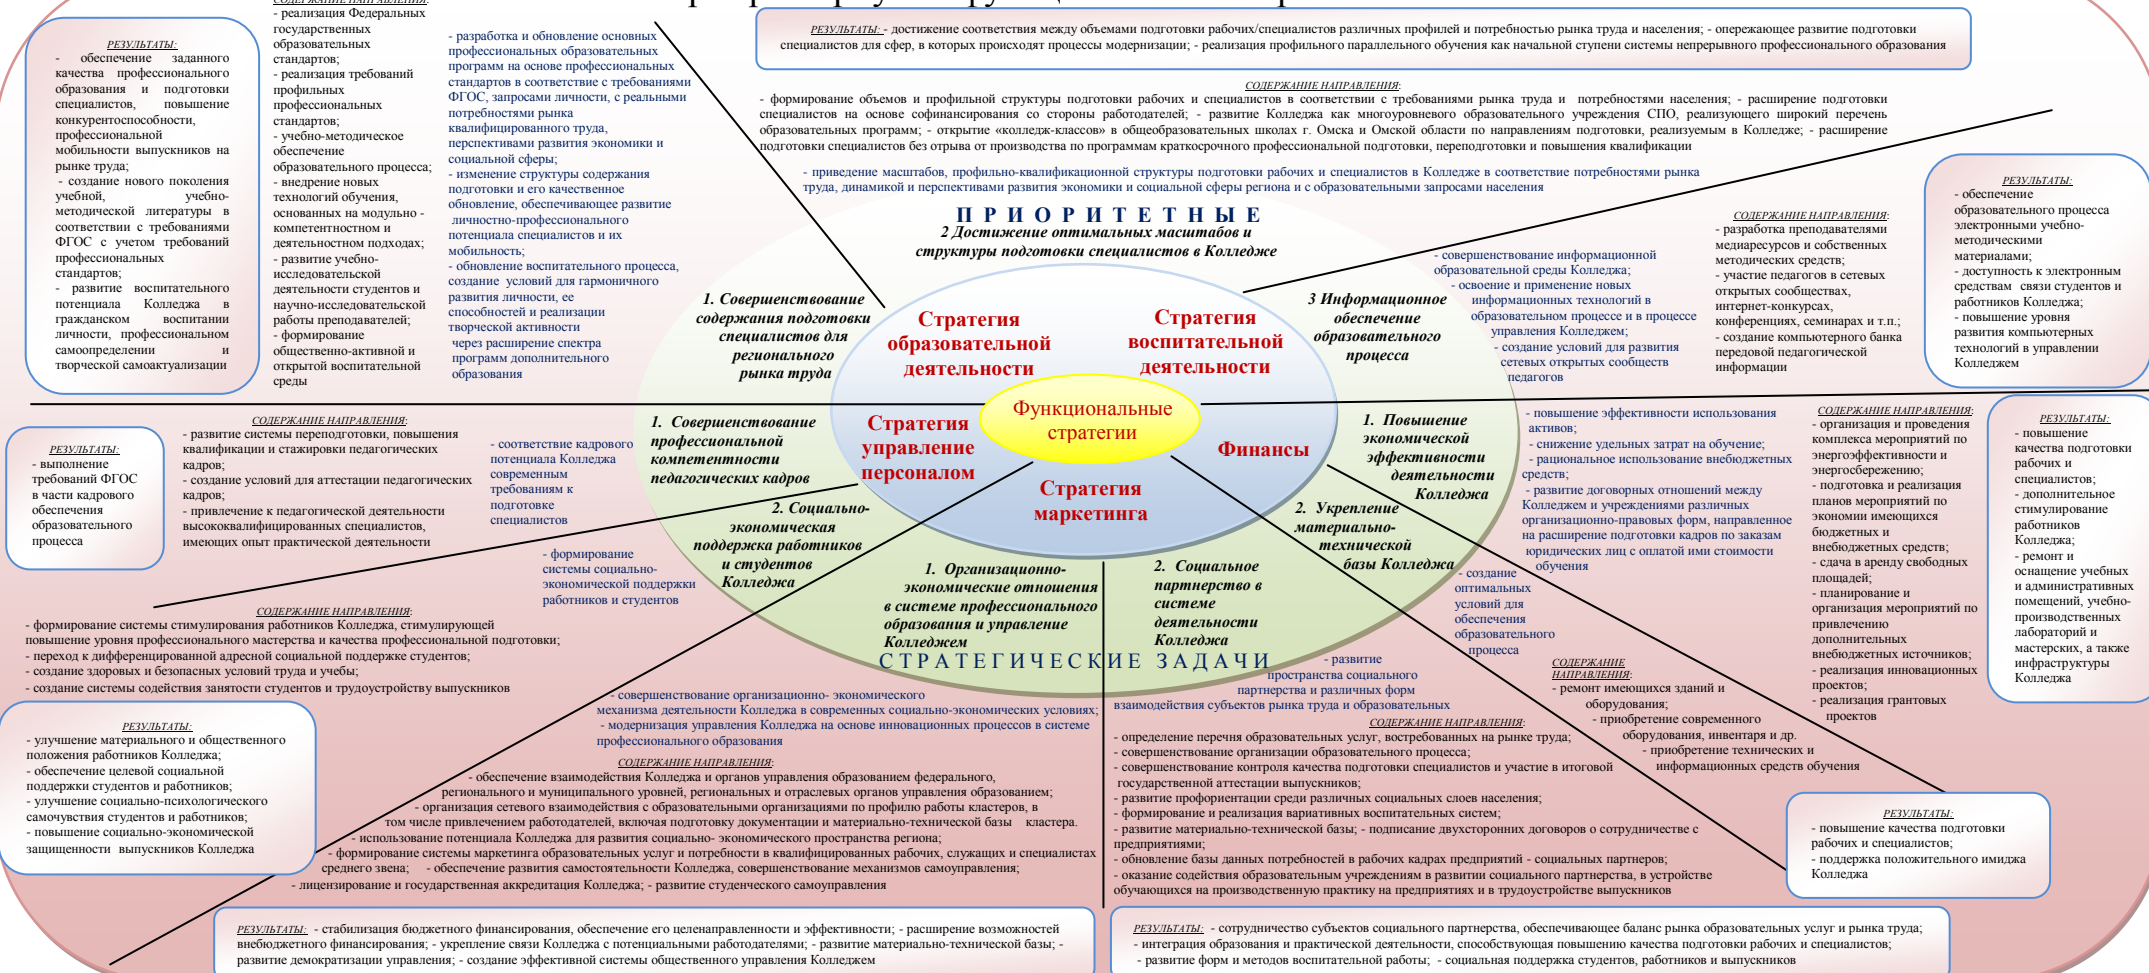 РЕЗУЛЬТАТЫ:
- обеспечение заданного
качества профессионального
образования и подготовки
специалистов, повышение
конкурентоспособности,
профессиональной
мобильности выпускников на
рынке труда;
- создание нового поколения
учебной, учебно-
методической литературы в
соответствии с требованиями
ФГОС с учетом требований
профессиональных
стандартов;
- развитие воспитательного
потенциала Колледжа в
гражданском воспитании
личности, профессиональном
самоопределении и
творческой самоактуализации
СОДЕРЖАНИЕ НАПРАВЛЕНИЯ:
- реализация Федеральных
государственных
образовательных
стандартов;
- реализация требований
профильных
профессиональных
стандартов;
- учебно-методическое
обеспечение
образовательного процесса;
- внедрение новых
технологий обучения,
основанных на модульно -
компетентностном и
деятельностном подходах;
- развитие учебно-
исследовательской
деятельности студентов и
научно-исследовательской
работы преподавателей;
- формирование
общественно-активной и
открытой воспитательной
среды
- разработка и обновление основных
профессиональных образовательных
программ на основе профессиональных
стандартов в соответствие с требованиями
ФГОС, запросами личности, с реальными
потребностями рынка
квалифицированного труда,
перспективами развития экономики и
социальной сферы;
- изменение структуры содержания
подготовки и его качественное
обновление, обеспечивающее развитие
личностно-профессионального
потенциала специалистов и их
мобильность;
- обновление воспитательного процесса,
создание условий для гармоничного
развития личности, ее
способностей и реализации
творческой активности
через расширение спектра
программ дополнительного
образования
РЕЗУЛЬТАТЫ: - достижение соответствия между объемами подготовки рабочих/специалистов различных профилей и потребностью рынка труда и населения; - опережающее развитие подготовки
специалистов для сфер, в которых происходят процессы модернизации; - реализация профильного параллельного обучения как начальной ступени системы непрерывного профессионального образования
СОДЕРЖАНИЕ НАПРАВЛЕНИЯ:
- формирование объемов и профильной структуры подготовки рабочих и специалистов в соответствии с требованиями рынка труда и потребностями населения; - расширение подготовки
специалистов на основе софинансирования со стороны работодателей; - развитие Колледжа как многоуровневого образовательного учреждения СПО, реализующего широкий перечень
образовательных программ; - открытие «колледж-классов» в общеобразовательных школах г. Омска и Омской области по направлениям подготовки, реализуемым в Колледже; - расширение
подготовки специалистов без отрыва от производства по программам краткосрочного профессиональной подготовки, переподготовки и повышения квалификации
- приведение масштабов, профильно-квалификационной структуры подготовки рабочих и специалистов в Колледже в соответствие потребностями рынка
труда, динамикой и перспективами развития экономики и социальной сферы региона и с образовательными запросами населения
ПРИОРИТЕТНЫЕ
2 Достижение оптимальных масштабов и
структуры подготовки специалистов в Колледже
1. Совершенствование
содержания подготовки
специалистов для
регионального
рынка труда
Стратегия
образовательной
деятельности
Стратегия
воспитательной
деятельности
3 Информационное
обеспечение
образовательного
процесса
- совершенствование информационной
образовательной среды Колледжа;
- освоение и применение новых
информационных технологий в
образовательном процессе и в процессе
управления Колледжем;
- создание условий для развития
сетевых открытых сообществ
педагогов
СОДЕРЖАНИЕ НАПРАВЛЕНИЯ:
- разработка преподавателями
медиаресурсов и собственных
методических средств;
- участие педагогов в сетевых
открытых сообществах,
интернет-конкурсах,
конференциях, семинарах и т.п.;
- создание компьютерного банка
передовой педагогической
информации
РЕЗУЛЬТАТЫ:
- обеспечение
образовательного процесса
электронными учебно-
методическими
материалами;
- доступность к электронным
средствам связи студентов и
работников Колледжа;
- повышение уровня
развития компьютерных
технологий в управлении
Колледжем
Функциональные
стратегии
РЕЗУЛЬТАТЫ:
- выполнение
требований ФГОС
в части кадрового
обеспечения
образовательного
процесса
СОДЕРЖАНИЕ НАПРАВЛЕНИЯ:
- развитие системы переподготовки, повышения
квалификации и стажировки педагогических
кадров;
- создание условий для аттестации педагогических
кадров;
- привлечение к педагогической деятельности
высококвалифицированных специалистов,
имеющих опыт практической деятельности
- соответствие кадрового
потенциала Колледжа
современным
требованиям к
подготовке
специалистов
1. Совершенствование
профессиональной
компетентности
педагогических кадров
Стратегия
управление
персоналом
Финансы
Стратегия
маркетинга
1. Повышение
экономической
эффективности
деятельности
Колледжа
- повышение эффективности использования
активов;
- снижение удельных затрат на обучение;
- рациональное использование внебюджетных
средств;
- развитие договорных отношений между
Колледжем и учреждениями различных
организационно-правовых форм, направленное
на расширение подготовки кадров по заказам
юридических лиц с оплатой ими стоимости
обучения
СОДЕРЖАНИЕ НАПРАВЛЕНИЯ:
- организация и проведения
комплекса мероприятий по
энергоэффективности и
энергосбережению;
- подготовка и реализация
планов мероприятий по
экономии имеющихся
бюджетных и
внебюджетных средств;
- сдача в аренду свободных
площадей;
- планирование и
организация мероприятий по
привлечению
дополнительных
внебюджетных источников;
- реализация инновационных
проектов;
- реализация грантовых
проектов
РЕЗУЛЬТАТЫ:
- повышение
качества подготовки
рабочих и
специалистов;
- дополнительное
стимулирование
работников
Колледжа;
- ремонт и
оснащение учебных
и административных
помещений, учебно-
производственных
лабораторий и
мастерских, а также
инфраструктуры
Колледжа
2. Социально-
экономическая
поддержка работников
и студентов
Колледжа
- формирование
системы социально-
экономической поддержки
работников и студентов
СОДЕРЖАНИЕ НАПРАВЛЕНИЯ:
- формирование системы стимулирования работников Колледжа, стимулирующей
повышение уровня профессионального мастерства и качества профессиональной подготовки;
- переход к дифференцированной адресной социальной поддержке студентов;
- создание здоровых и безопасных условий труда и учебы;
- создание системы содействия занятости студентов и трудоустройству выпускников
РЕЗУЛЬТАТЫ:
- улучшение материального и общественного
положения работников Колледжа;
- обеспечение целевой социальной
поддержки студентов и работников;
- улучшение социально-психологического
самочувствия студентов и работников;
- повышение социально-экономической
защищенности выпускников Колледжа
1. Организационно-
экономические отношения
в системе профессионального
образования и управление
Колледжем
2. Социальное
партнерство в
системе
деятельности
Колледжа
2. Укрепление
материально-
технической
базы Колледжа
- создание
оптимальных
условий для
обеспечения
образовательного
процесса
СТРАТЕГИЧЕСКИЕ ЗАДАЧИ
- совершенствование организационно- экономического
механизма деятельности Колледжа в современных социально-экономических условиях;
- модернизация управления Колледжа на основе инновационных процессов в системе
профессионального образования
СОДЕРЖАНИЕ НАПРАВЛЕНИЯ:
- обеспечение взаимодействия Колледжа и органов управления образованием федерального,
регионального и муниципального уровней, региональных и отраслевых органов управления образованием;
- организация сетевого взаимодействия с образовательными организациями по профилю работы кластеров, в
том числе привлечением работодателей, включая подготовку документации и материально-технической базы кластера.
- использование потенциала Колледжа для развития социально- экономического пространства региона;
- формирование системы маркетинга образовательных услуг и потребности в квалифицированных рабочих, служащих и специалистах
среднего звена; - обеспечение развития самостоятельности Колледжа, совершенствование механизмов самоуправления;
- лицензирование и государственная аккредитация Колледжа; - развитие студенческого самоуправления
РЕЗУЛЬТАТЫ: - стабилизация бюджетного финансирования, обеспечение его целенаправленности и эффективности; - расширение возможностей
внебюджетного финансирования; - укрепление связи Колледжа с потенциальными работодателями; - развитие материально-технической базы; -
развитие демократизации управления; - создание эффективной системы общественного управления Колледжем
- развитие
пространства социального
партнерства и различных форм
взаимодействия субъектов рынка труда и образовательных
СОДЕРЖАНИЕ НАПРАВЛЕНИЯ:
- определение перечня образовательных услуг, востребованных на рынке труда;
- совершенствование организации образовательного процесса;
- совершенствование контроля качества подготовки специалистов и участие в итоговой
государственной аттестации выпускников;
- развитие профориентации среди различных социальных слоев населения;
- формирование и реализация вариативных воспитательных систем;
- развитие материально-технической базы; - подписание двухсторонних договоров о сотрудничестве с
предприятиями;
- обновление базы данных потребностей в рабочих кадрах предприятий - социальных партнеров;
- оказание содействия образовательным учреждениям в развитии социального партнерства, в устройстве
обучающихся на производственную практику на предприятиях и в трудоустройстве выпускников
РЕЗУЛЬТАТЫ: - сотрудничество субъектов социального партнерства, обеспечивающее баланс рынка образовательных услуг и рынка труда;
- интеграция образования и практической деятельности, способствующая повышению качества подготовки рабочих и специалистов;
- развитие форм и методов воспитательной работы; - социальная поддержка студентов, работников и выпускников
СОДЕРЖАНИЕ
НАПРАВЛЕНИЯ:
- ремонт имеющихся зданий и
оборудования;
- приобретение современного
оборудования, инвентаря и др.
- приобретение технических и
информационных средств обучения
РЕЗУЛЬТАТЫ:
- повышение качества подготовки
рабочих и специалистов;
- поддержка положительного имиджа
Колледжа